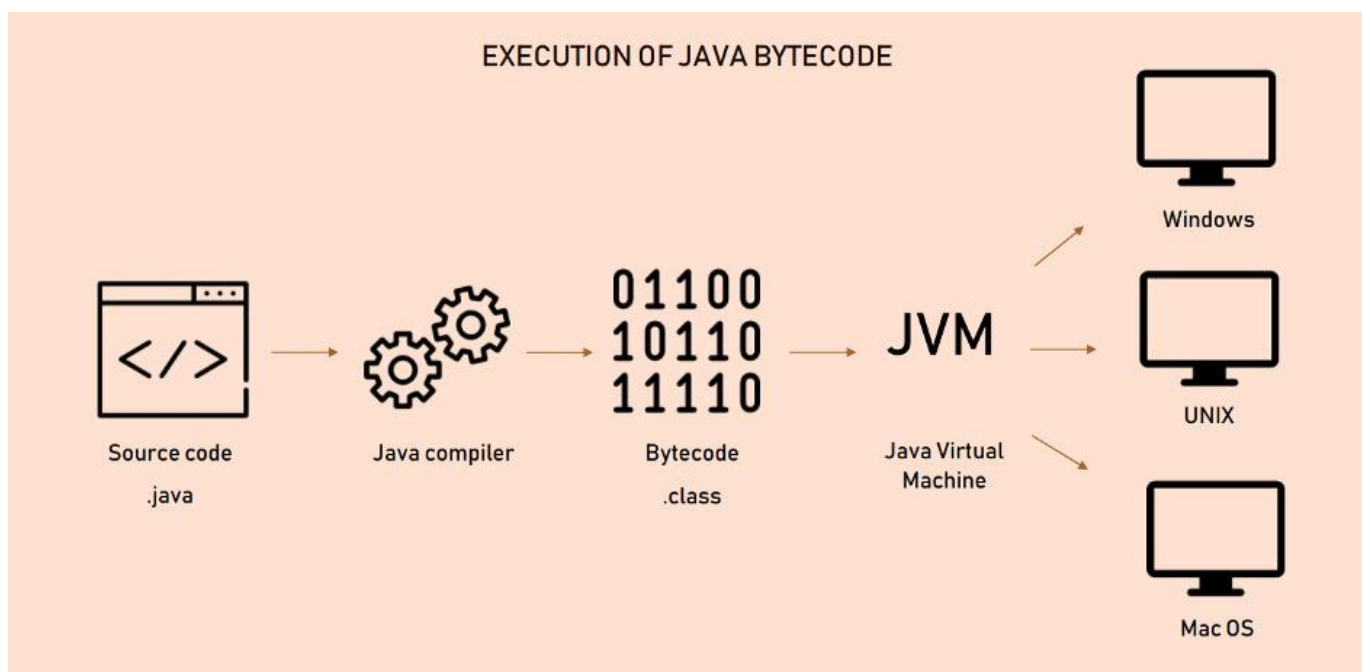 EXECUTION OF JAVA BYTECODE
</>
Source code
.java
Java compiler
01100
10110
11110
Bytecode
.class
JVM
Java Virtual
Machine
Windows
UNIX
Mac OS